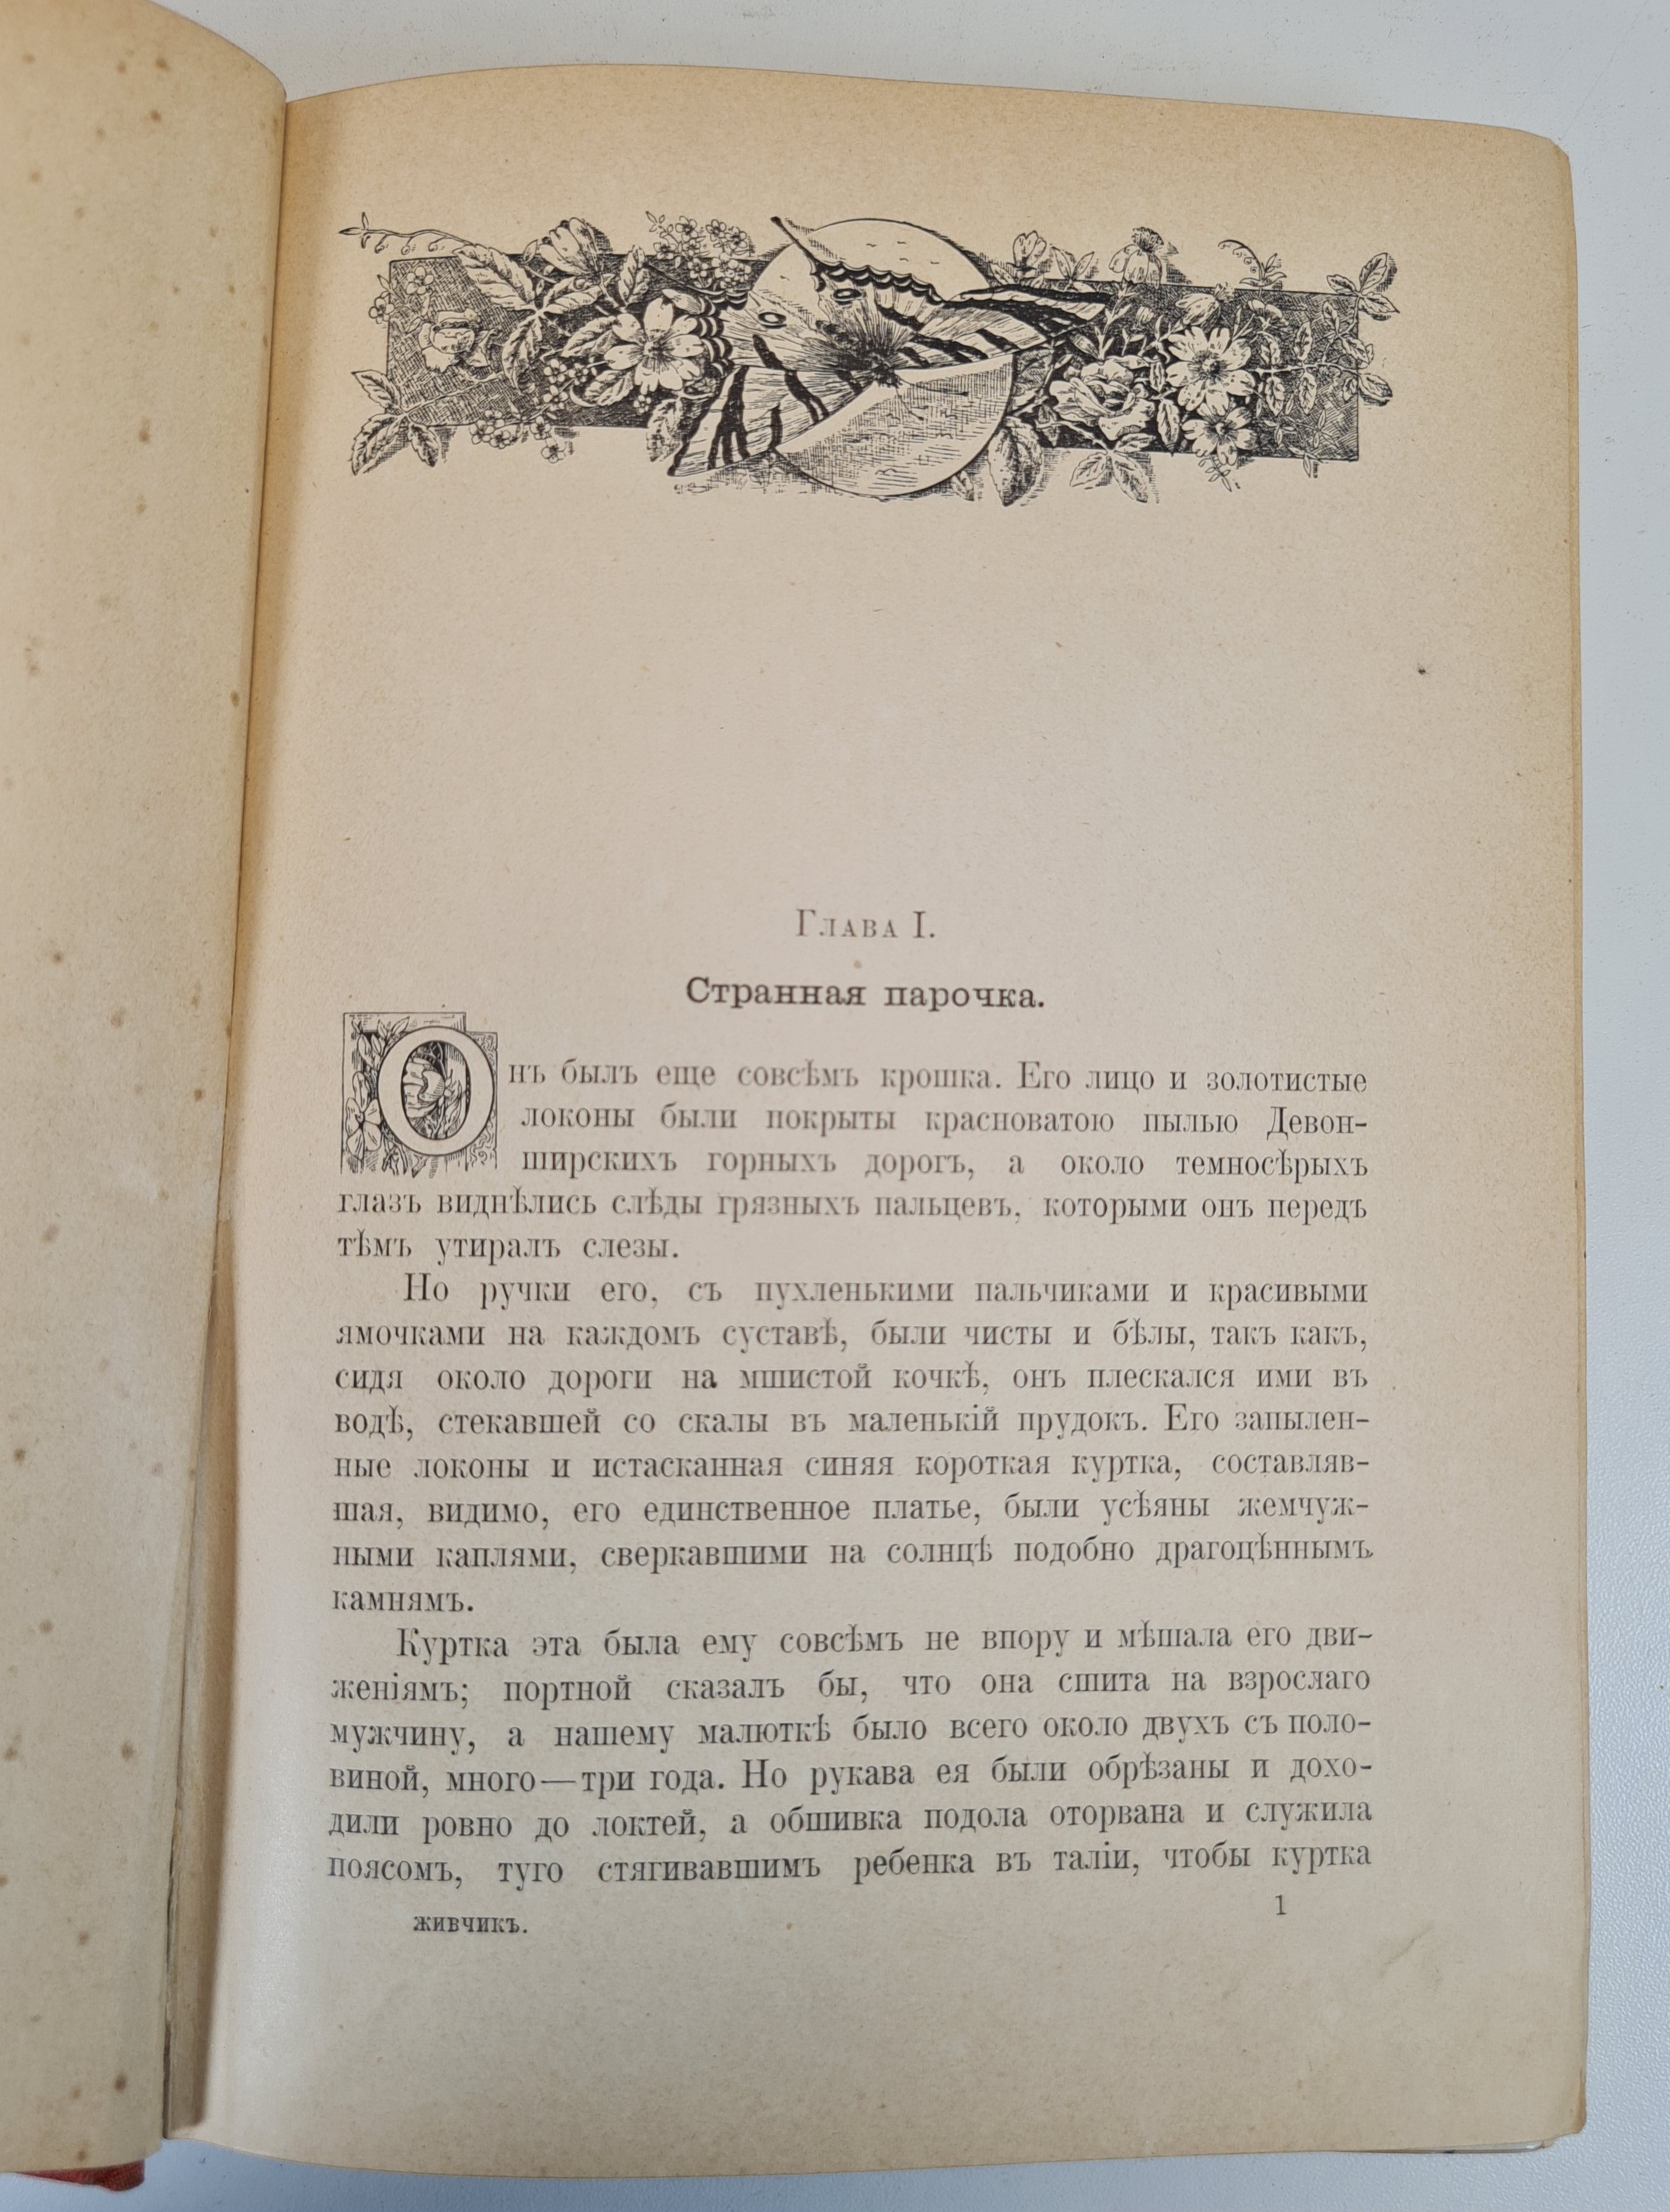 Глава I.
Странная парочка.
Онъ былъ еще совсѣмъ крошка. Его лицо и золотистые
локоны были покрыты красноватою пылью Девон-
ширскихъ горныхъ дорогъ, а около темносѣрыхъ
глазъ виднѣлись слѣды грязныхъ пальцевъ, которыми онъ передъ
тѣмъ утиралъ слезы.
Но ручки его, съ пухленькими пальчиками и красивыми
ямочками на каждомъ суставѣ, были чисты и бѣлы, такъ какъ,
сидя около дороги на мшистой кочкѣ, онъ плескался ими въ
водѣ, стекавшей со скалы въ маленькій прудокъ. Его запылен-
ные локоны и истасканная синяя короткая куртка, составляв-
шая, видимо, его единственное платье, были усѣяны жемчуж-
ными каплями, сверкавшими на солнцѣ подобно драгоцѣннымъ
камнямъ.
Куртка эта была ему совсѣмъ не впору и мѣшала его дви-
женіямъ; портной сказалъ бы, что она сшита на взрослаго
мужчину, а нашему малюткѣ было всего около двухъ съ поло-
виной, много—три года. Но рукава ея были обрѣзаны и дохо-
дили ровно до локтей, а обшивка подола оторвана и служила
поясомъ, туго стягивавшимъ ребенка въ таліи, чтобы куртка
живчикъ. 1